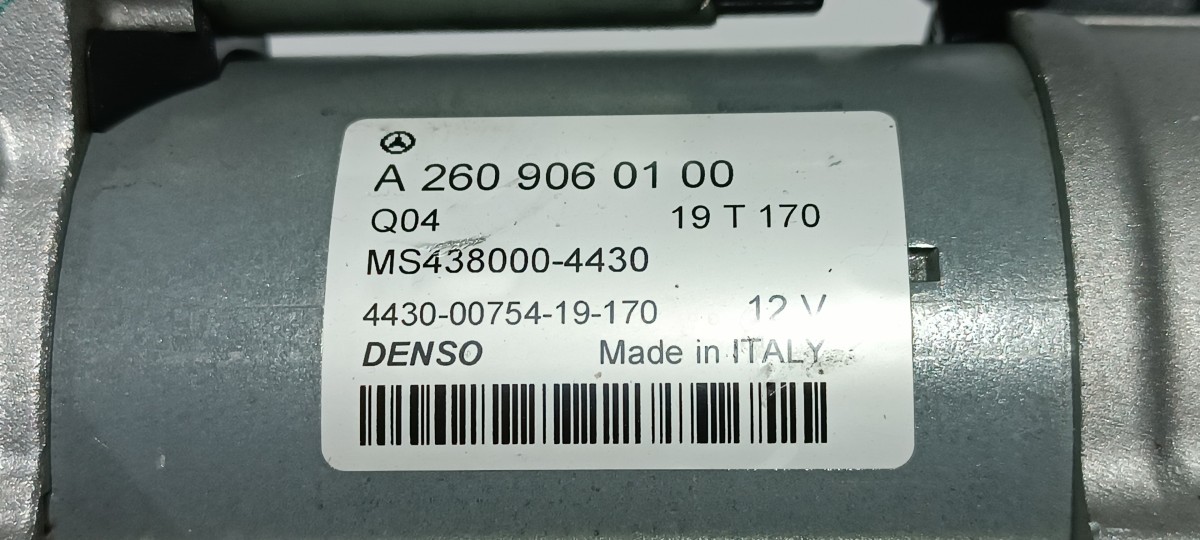 A 260 906 01 00
Q04 19 T 170
MS438000-4430
4430-00754-19-170 12 V
DENSO Made in ITALY